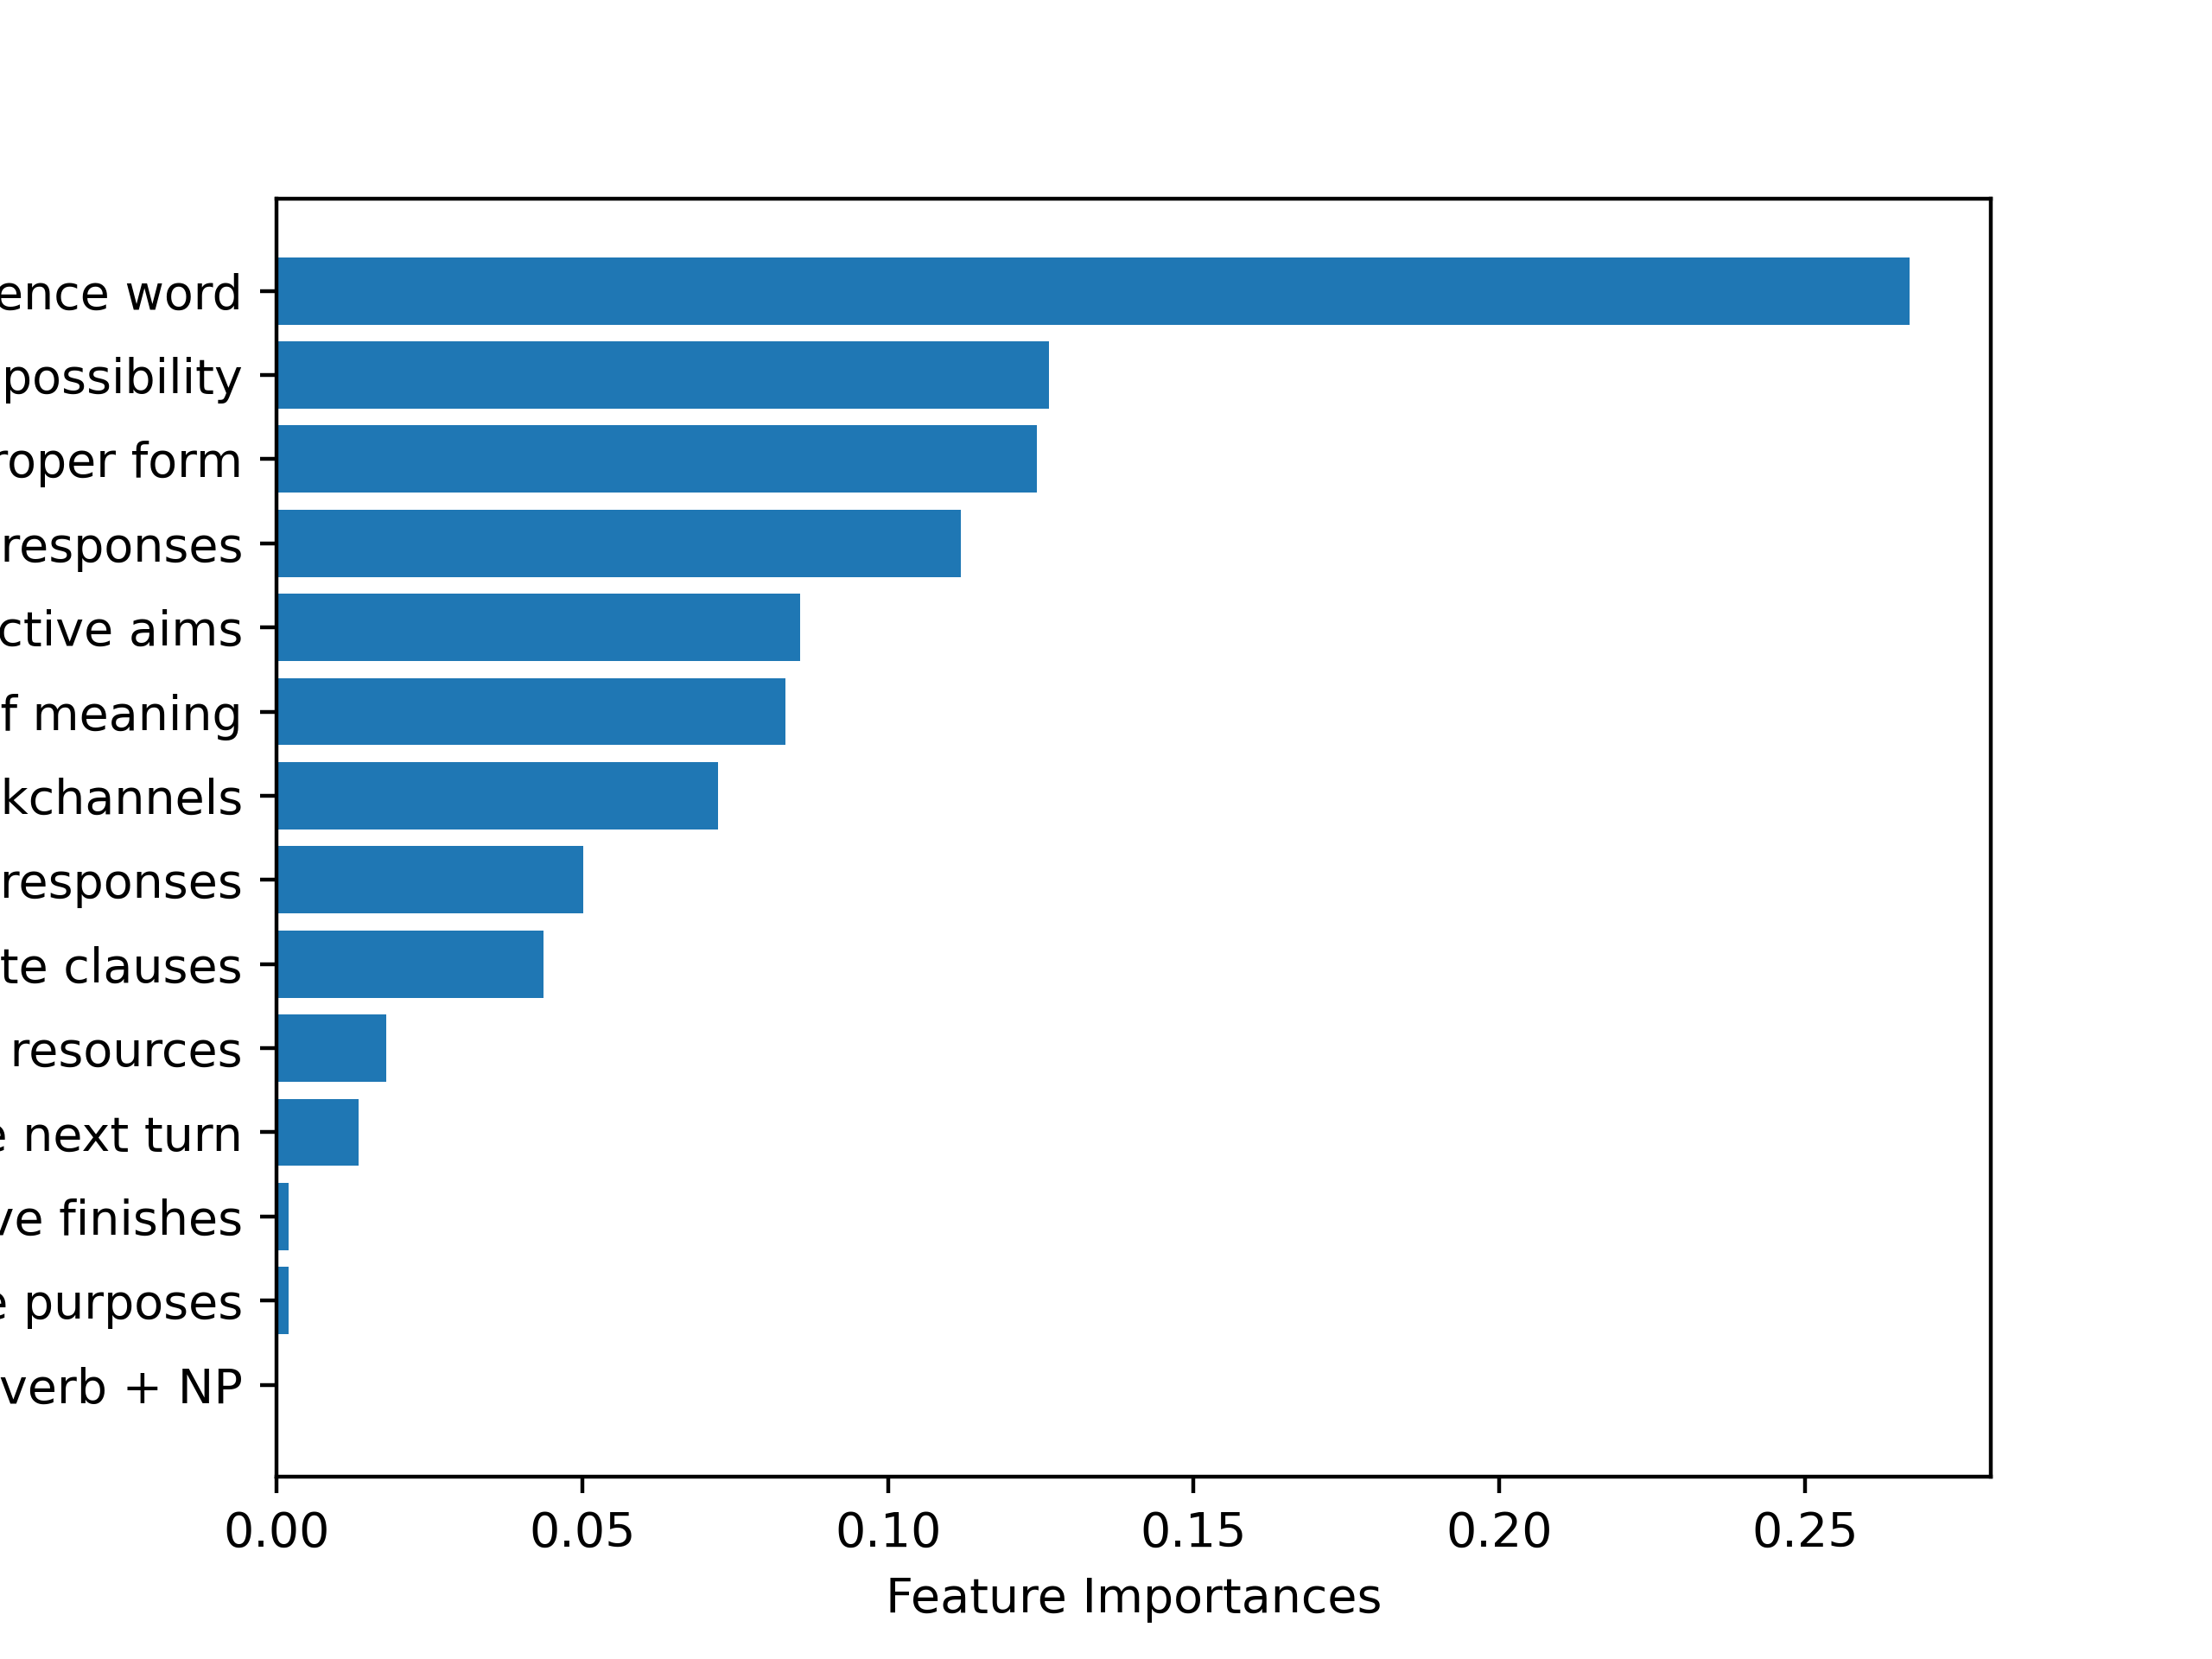 ence word
possibility
roper form
responses
ctive aims
f meaning
kchannels
responses
te clauses
resources
e next turn
ve finishes
e purposes
verb + NP
0.00 0.05 0.10 0.15 0.20 0.25
Feature Importances